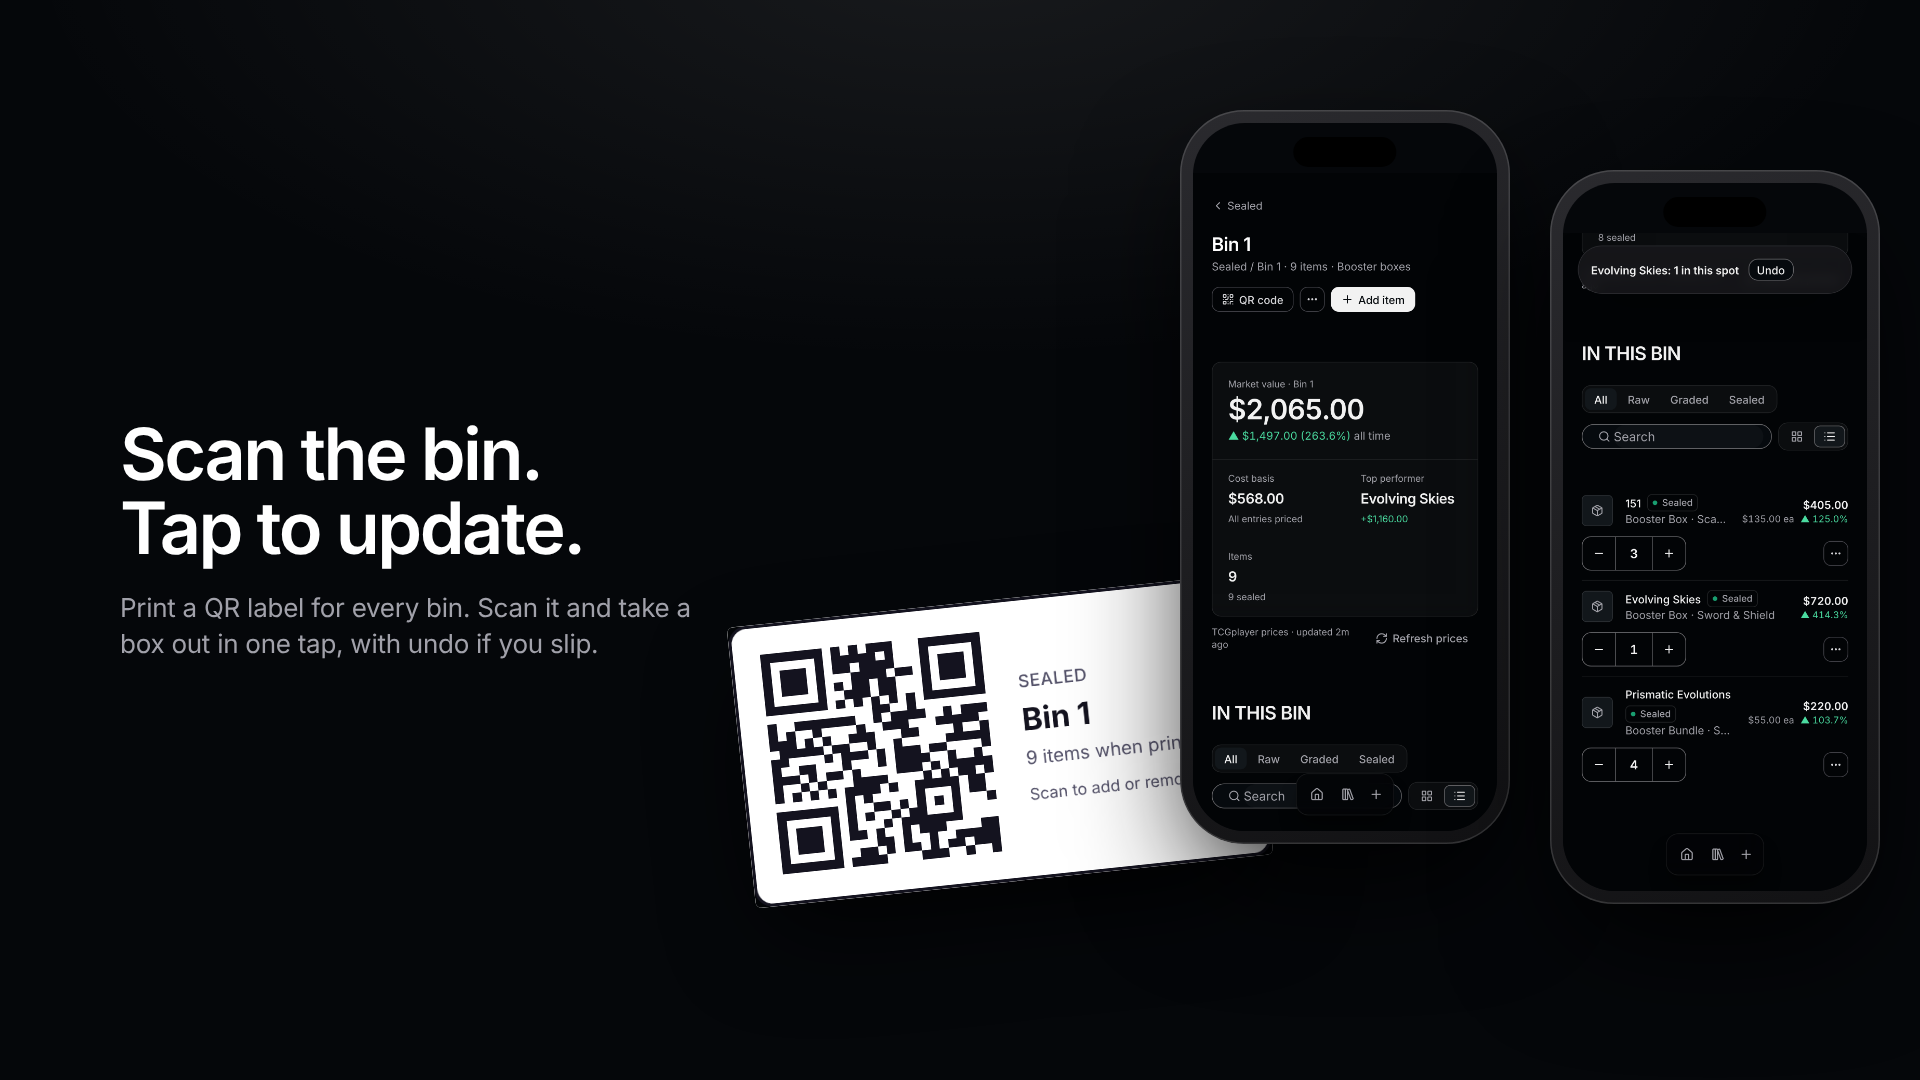 Scan the bin.
Tap to update.
Print a QR label for every bin. Scan it and take a
box out in one tap, with undo if you slip.
SEALED
Bin 1
9 items when prin
Scan to add or remo
Sealed
Bin 1
Sealed / Bin 1 · 9 items · Booster boxes
QR code
Add item
Market value · Bin 1
$2,065.00
▲ $1,497.00 (263.6%) all time
Cost basis
Top performer
$568.00
Evolving Skies
All entries priced
+$1,160.00
Items
9
9 sealed
TCGplayer prices · updated 2m
ago
Refresh prices
IN THIS BIN
All Raw Graded Sealed
Search
8 sealed
Evolving Skies: 1 in this spot Undo
IN THIS BIN
All Raw Graded Sealed
Search
151 Sealed $405.00
Booster Box · Sca... $135.00 ea ▲ 125.0%
− 3 +
Evolving Skies Sealed $720.00
Booster Box · Sword & Shield ▲ 414.3%
− 1 +
Prismatic Evolutions
Sealed
$220.00
$55.00 ea ▲ 103.7%
Booster Bundle · S...
− 4 +